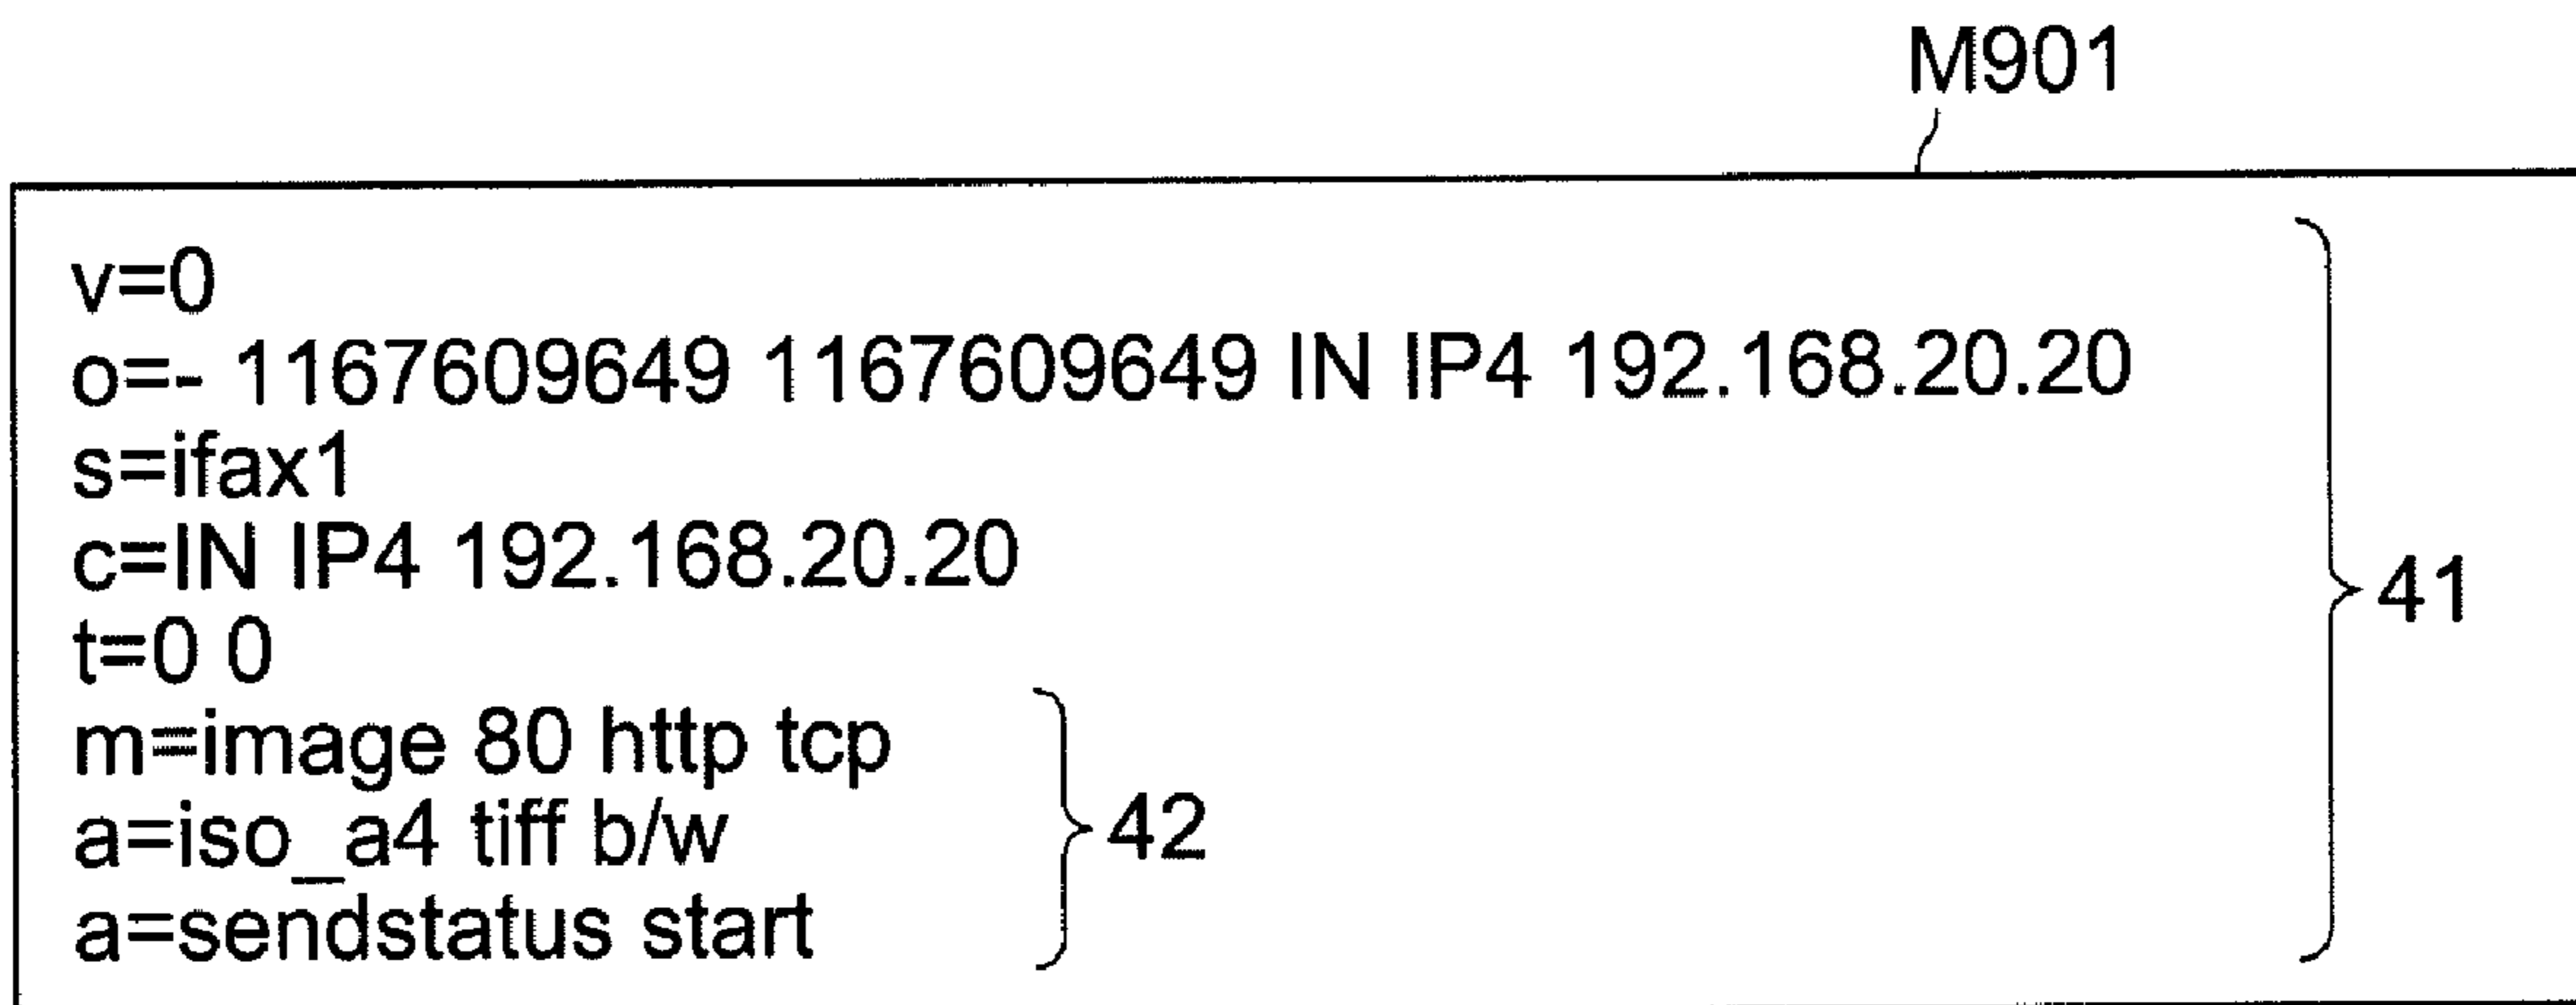 M901
v=0
o=- 1167609649 1167609649 IN IP4 192.168.20.20
s=ifax1
c=IN IP4 192.168.20.20
t=0 0
m=image 80 http tcp
a=iso_a4 tiff b/w
a=sendstatus start
41
42